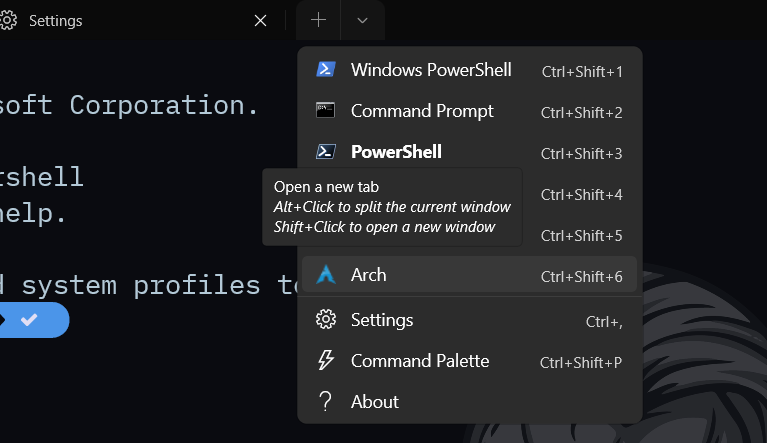 Settings
soft Corporation.
rshell
help.
d system profiles to
Windows PowerShell Ctrl+Shift+1
Command Prompt Ctrl+Shift+2
PowerShell Ctrl+Shift+3
Ctrl+Shift+4
Ctrl+Shift+5
Open a new tab
Alt+Click to split the current window
Shift+Click to open a new window
Arch Ctrl+Shift+6
Settings Ctrl+,
Command Palette Ctrl+Shift+P
About